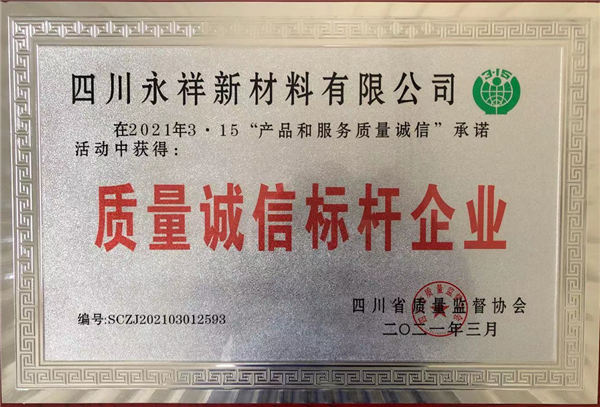 四川永祥新材料有限公司
3·15
在2021年3·15“产品和服务质量诚信”承诺
活动中获得:
质量诚信标杆企业
四川省质量监督协会
编号:SCZJ202103012593
二〇二一年三月